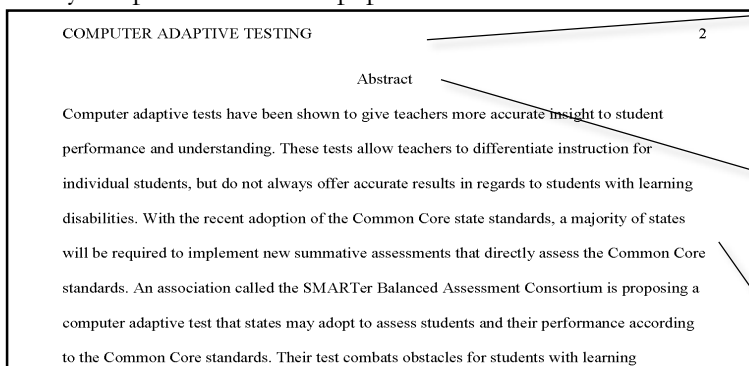 COMPUTER ADAPTIVE TESTING 2
Abstract
Computer adaptive tests have been shown to give teachers more accurate insight to student
performance and understanding. These tests allow teachers to differentiate instruction for
individual students, but do not always offer accurate results in regards to students with learning
disabilities. With the recent adoption of the Common Core state standards, a majority of states
will be required to implement new summative assessments that directly assess the Common Core
standards. An association called the SMARTer Balanced Assessment Consortium is proposing a
computer adaptive test that states may adopt to assess students and their performance according
to the Common Core standards. Their test combats obstacles for students with learning